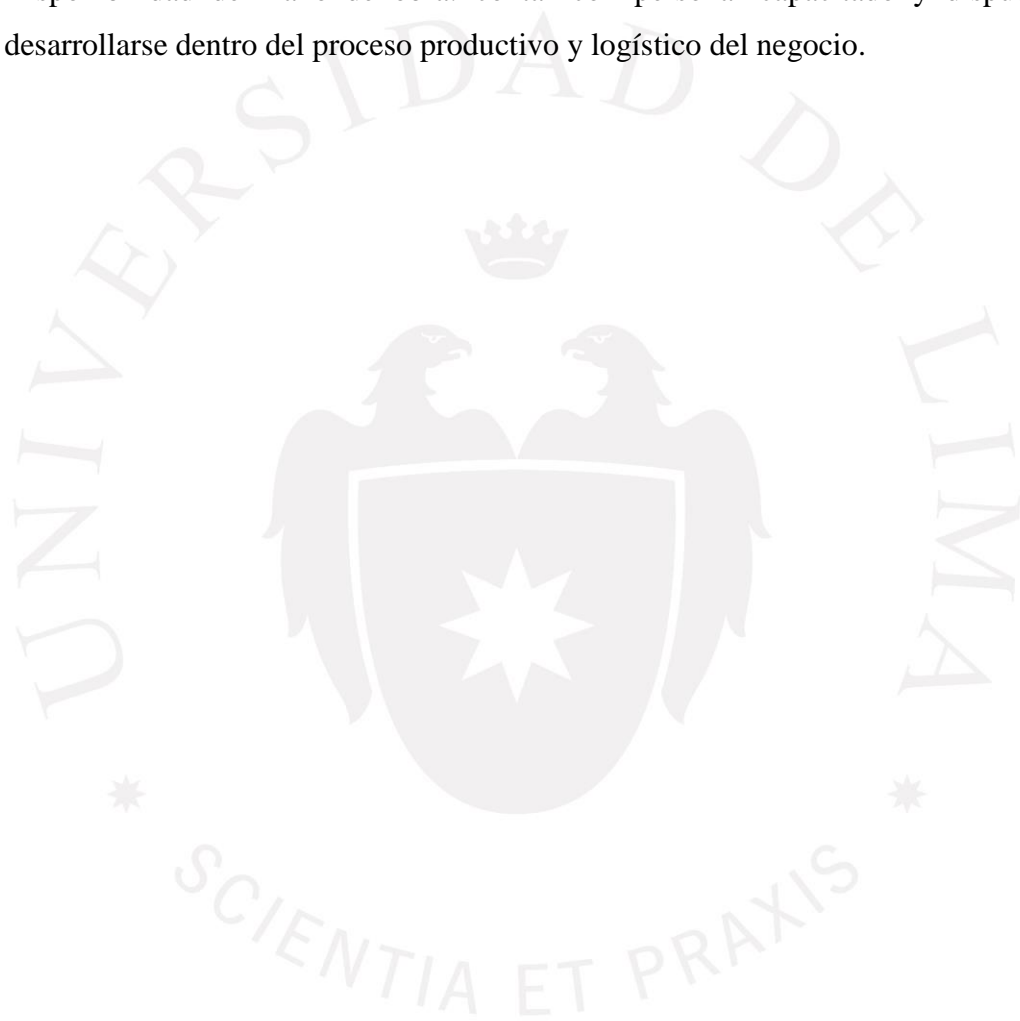 desarrollarse dentro del proceso productivo y logístico del negocio.
UNIVERSIDAD DE LIMA
SCIENTIA ET PRAXIS